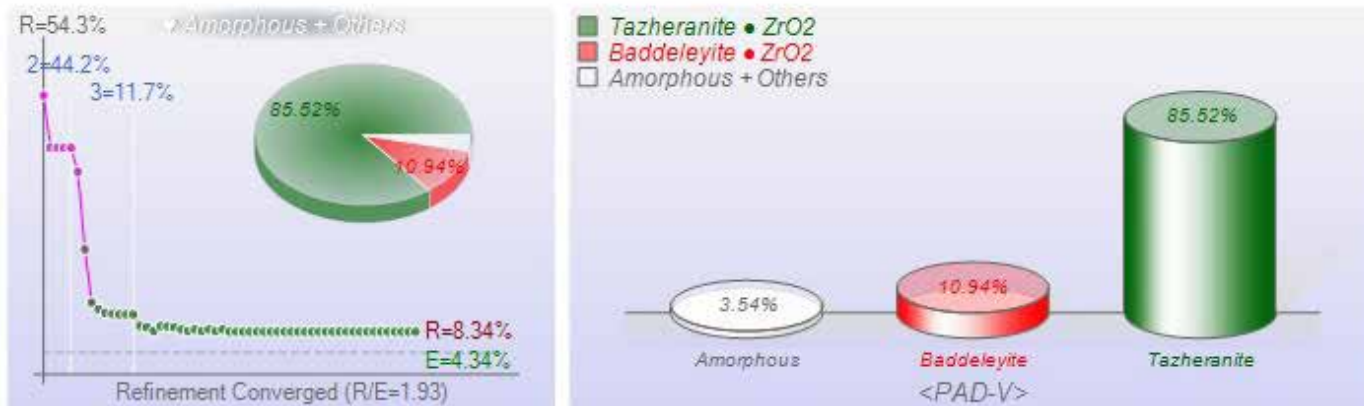 R=54.3%
Amorphous + Others
2=44.2%
3=11.7%
85.52%
10.94%
R=8.34%
E=4.34%
Refinement Converged (R/E=1.93)
Tazheranite ● ZrO2
Baddeleyite ● ZrO2
Amorphous + Others
85.52%
10.94%
3.54%
Amorphous
Baddeleyite
Tazheranite
<PAD-V>